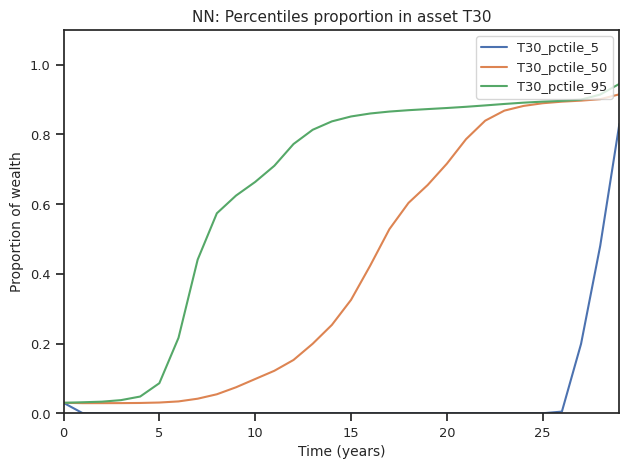 NN: Percentiles proportion in asset T30
T30_pctile_5
T30_pctile_50
T30_pctile_95
1.0
0.8
0.6
0.4
0.2
0.0
Proportion of wealth
0 5 10 15 20 25
Time (years)